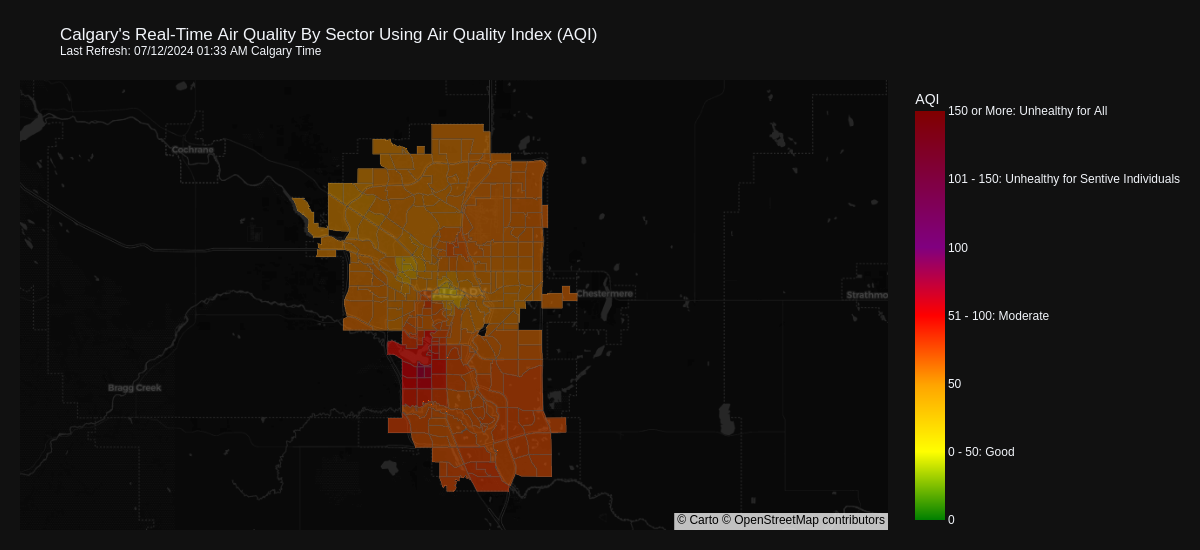 Calgary's Real-Time Air Quality By Sector Using Air Quality Index (AQI)
Last Refresh: 07/12/2024 01:33 AM Calgary Time
AQI
150 or More: Unhealthy for All
Cochrane
101 - 150: Unhealthy for Sentive Individuals
100
CALGARY
Chestermere
Strathmo
51 - 100: Moderate
Bragg Creek
50
0 - 50: Good
© Carto © OpenStreetMap contributors
0